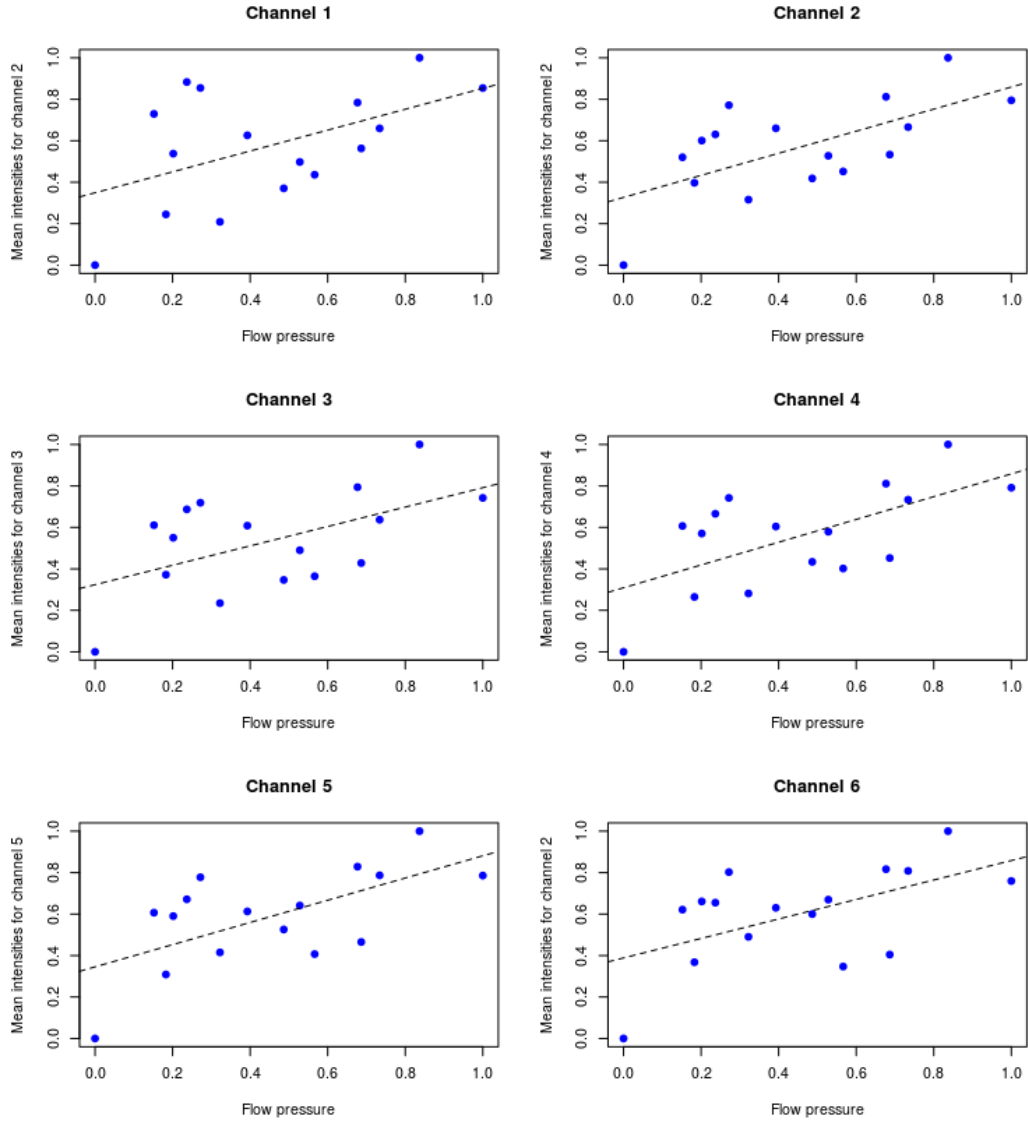 Channel 1
Mean intensities for channel 2
1.0
0.8
0.6
0.4
0.2
0.0
0.0 0.2 0.4 0.6 0.8 1.0
Flow pressure
Channel 2
Mean intensities for channel 2
1.0
0.8
0.6
0.4
0.2
0.0
0.0 0.2 0.4 0.6 0.8 1.0
Flow pressure
Channel 3
Mean intensities for channel 3
1.0
0.8
0.6
0.4
0.2
0.0
0.0 0.2 0.4 0.6 0.8 1.0
Flow pressure
Channel 4
Mean intensities for channel 4
1.0
0.8
0.6
0.4
0.2
0.0
0.0 0.2 0.4 0.6 0.8 1.0
Flow pressure
Channel 5
Mean intensities for channel 5
1.0
0.8
0.6
0.4
0.2
0.0
0.0 0.2 0.4 0.6 0.8 1.0
Flow pressure
Channel 6
Mean intensities for channel 2
1.0
0.8
0.6
0.4
0.2
0.0
0.0 0.2 0.4 0.6 0.8 1.0
Flow pressure